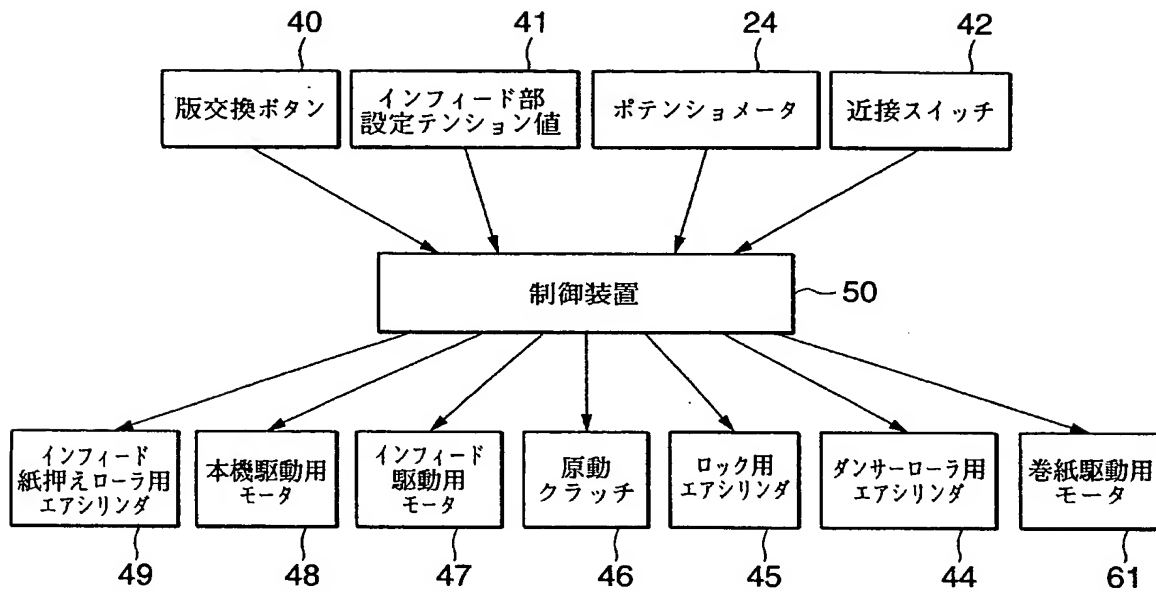 40
41
24
42
版交換ボタン
インフィード部
設定テンション値
ポテンショメータ
近接スイッチ
制御装置
50
インフィード
紙押えローラ用
エアシリンダ
本機駆動用
モータ
インフィード
駆動用
モータ
原動
クラッチ
ロック用
エアシリンダ
ダンサーローラ用
エアシリンダ
巻紙駆動用
モータ
49
48
47
46
45
44
61